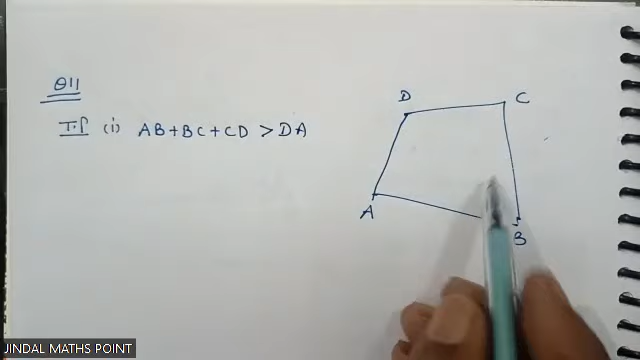 Q11
T.P (i) AB+BC+CD > DA
D
C
A
B
JINDAL MATHS POINT